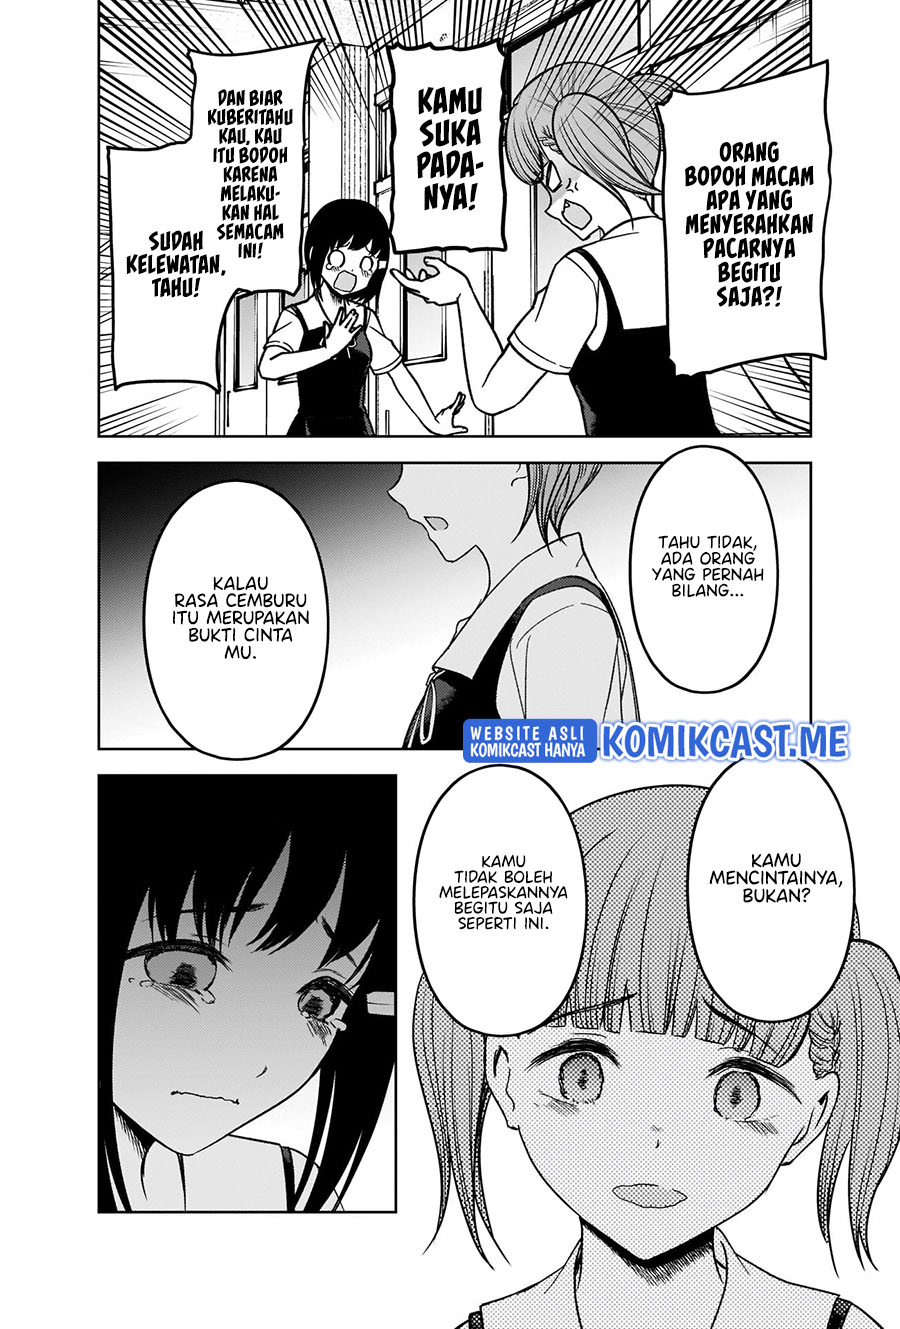 ORANG
BODOH MACAM
APA YANG
MENYERAHKAN
PACARNYA
BEGITU
SAJA?!
KAMU
SUKA
PADA-
NYA!
DAN BIAR
KUBERITAHU
KAU, KAU
ITU BODOH
KARENA
MELAKU-
KAN HAL
SEMACAM
INI!
SUDAH
KELEWATAN,
TAHU!
TAHU TIDAK,
ADA ORANG
YANG PERNAH
BILANG...
KALAU
RASA CEMBURU
ITU MERUPAKAN
BUKTI CINTA
MU.
WEBSITE ASLI
KOMIKCAST HANYA
KOMIKCAST.ME
KAMU
MENCINTAINYA,
BUKAN?
KAMU
TIDAK BOLEH
MELEPASKANNYA
BEGITU SAJA
SEPERTI INI.